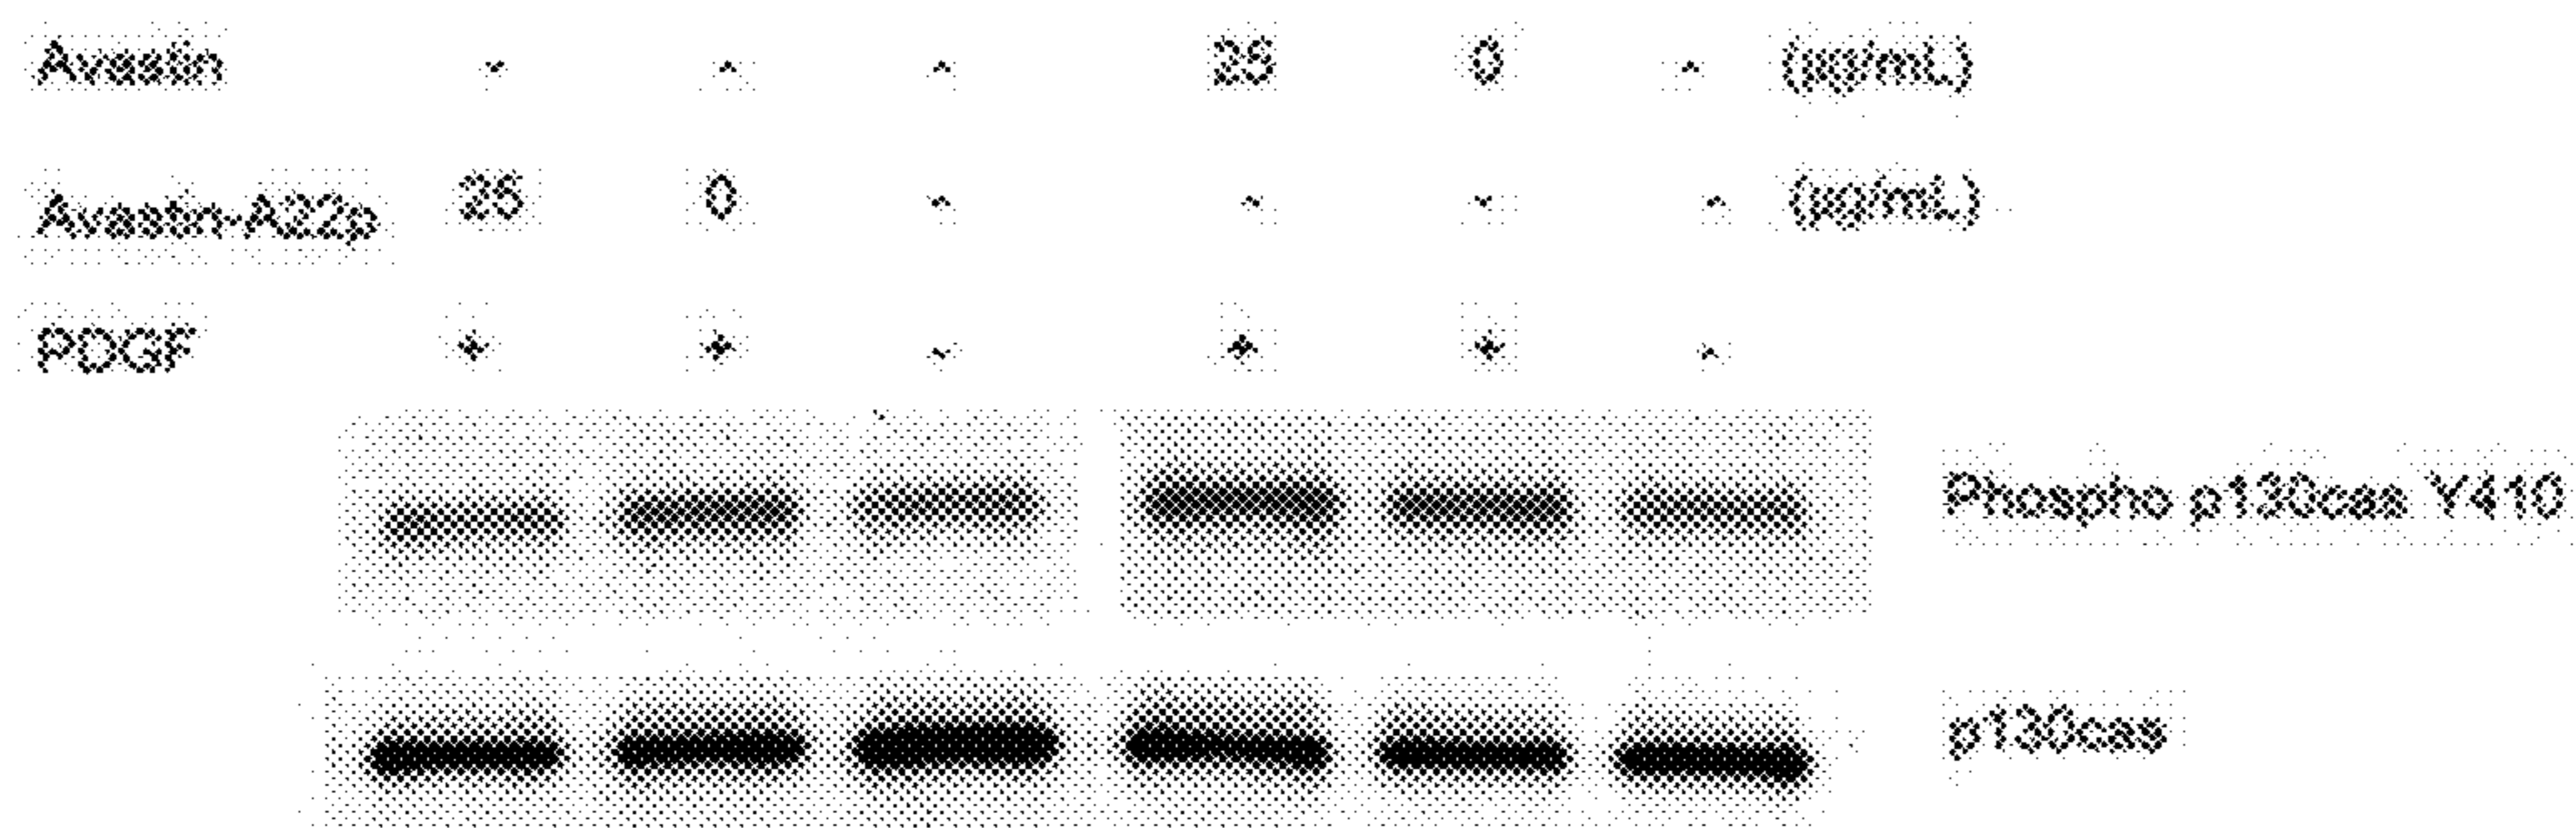 Avastin - - - 25 0 - (μg/mL)
Avastin-A22p 25 0 - - - - (μg/mL)
PDGF + + - + + -
Phospho p130cas Y410
p130cas